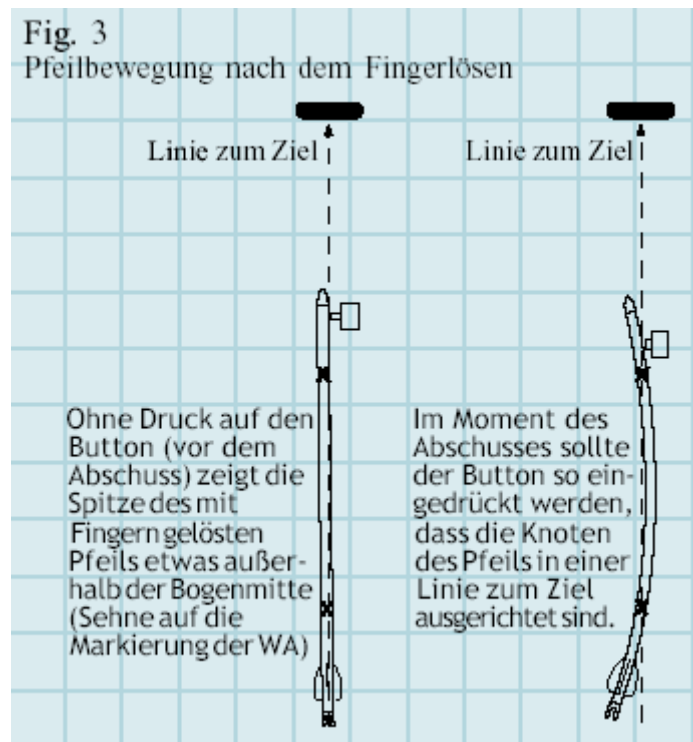 Fig. 3
Pfeilbewegung nach dem Fingerlösen
Linie zum Ziel
Linie zum Ziel
Ohne Druck auf den
Button (vor dem
Abschuss) zeigt die
Spitze des mit
Fingern gelösten
Pfeils etwas außer-
halb der Bogenmitte
(Sehne auf die
Markierung der WA)
Im Moment des
Abschusses sollte
der Button so ein-
gedrückt werden,
dass die Knoten
des Pfeils in einer
Linie zum Ziel
ausgerichtet sind.